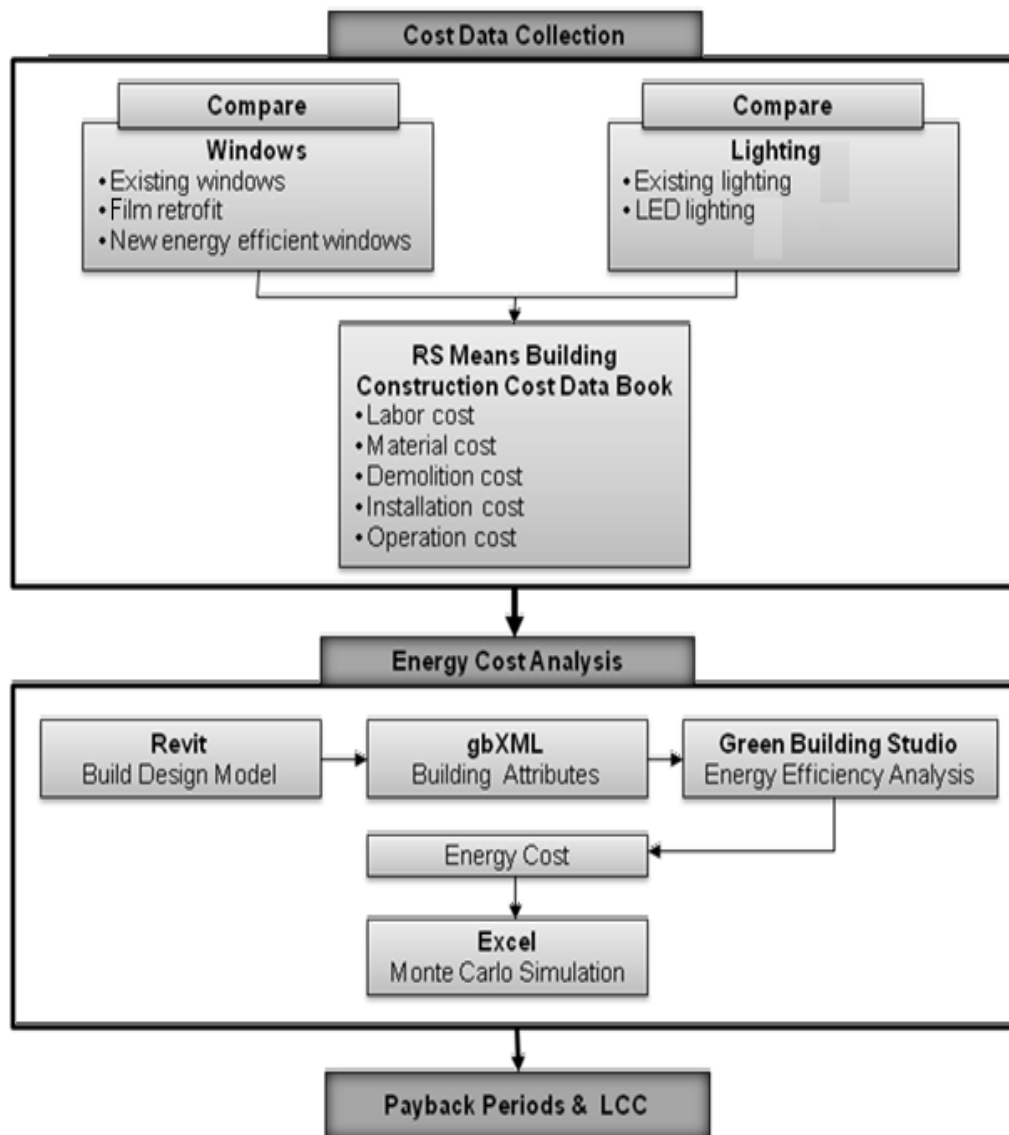 Cost Data Collection
Compare
Windows
•Existing windows
•Film retrofit
•New energy efficient windows
Compare
Lighting
•Existing lighting
•LED lighting
RS Means Building
Construction Cost Data Book
•Labor cost
•Material cost
•Demolition cost
•Installation cost
•Operation cost
Energy Cost Analysis
Revit
Build Design Model
gbXML
Building Attributes
Green Building Studio
Energy Efficiency Analysis
Energy Cost
Excel
Monte Carlo Simulation
Payback Periods & LCC